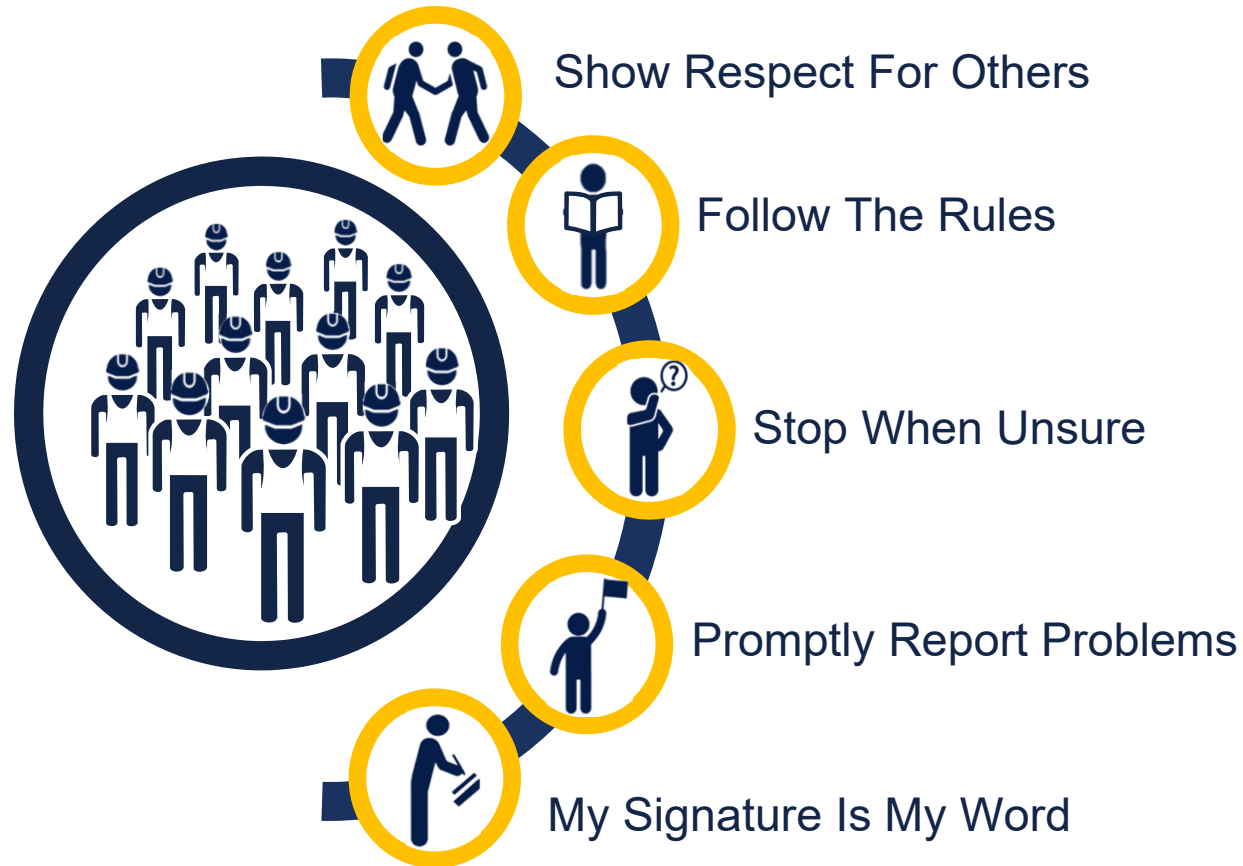 Show Respect For Others
Follow The Rules
?
Stop When Unsure
Promptly Report Problems
My Signature Is My Word